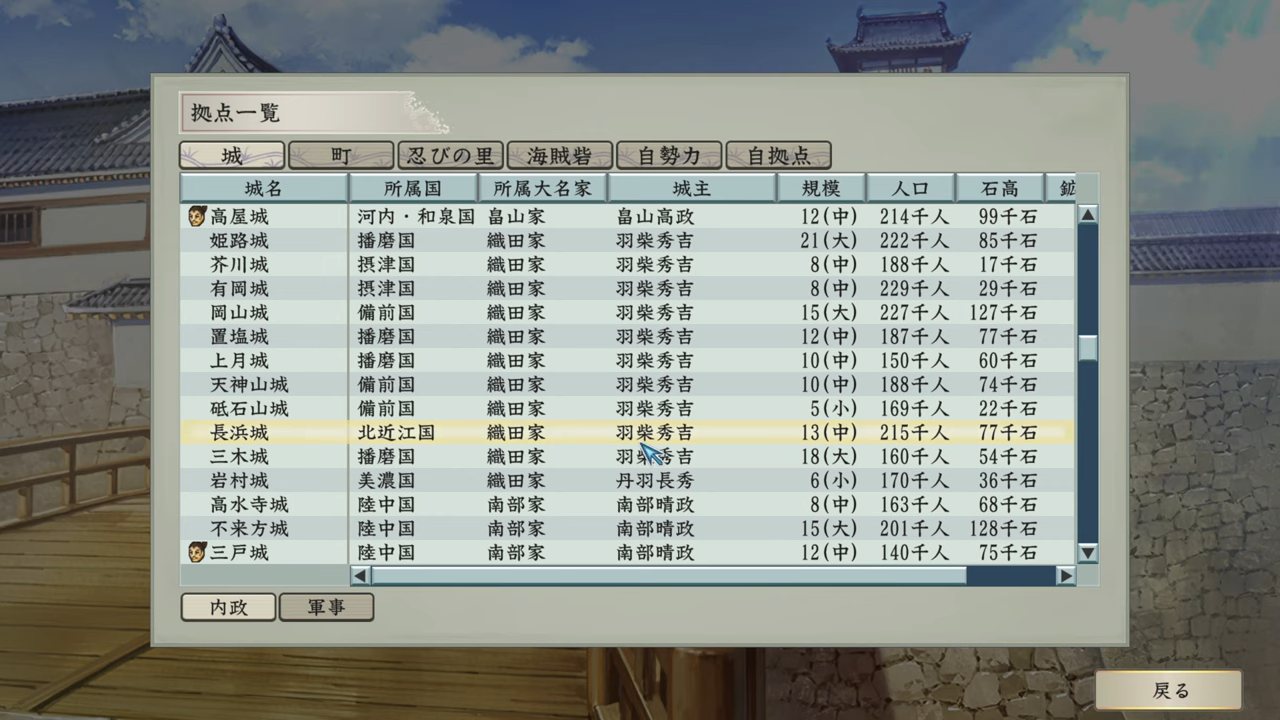 拠点一覧
城 町 忍びの里 海賊砦 自勢力 自拠点
城名 所属国 所属大名家 城主 規模 人口 石高 鉱
高屋城 河内・和泉国 畠山家 畠山高政 12(中) 214千人 99千石
姫路城 播磨国 織田家 羽柴秀吉 21(大) 222千人 85千石
芥川城 摂津国 織田家 羽柴秀吉 8(中) 188千人 17千石
有岡城 摂津国 織田家 羽柴秀吉 8(中) 229千人 29千石
岡山城 備前国 織田家 羽柴秀吉 15(大) 227千人 127千石
置塩城 播磨国 織田家 羽柴秀吉 12(中) 187千人 77千石
上月城 播磨国 織田家 羽柴秀吉 10(中) 150千人 60千石
天神山城 備前国 織田家 羽柴秀吉 10(中) 188千人 74千石
砥石山城 備前国 織田家 羽柴秀吉 5(小) 169千人 22千石
長浜城 北近江国 織田家 羽柴秀吉 13(中) 215千人 77千石
三木城 播磨国 織田家 羽柴秀吉 18(大) 160千人 54千石
岩村城 美濃国 織田家 丹羽長秀 6(小) 170千人 36千石
高水寺城 陸中国 南部家 南部晴政 8(中) 163千人 68千石
不来方城 陸中国 南部家 南部晴政 15(大) 201千人 128千石
三戸城 陸中国 南部家 南部晴政 12(中) 140千人 75千石
内政 軍事
戻る